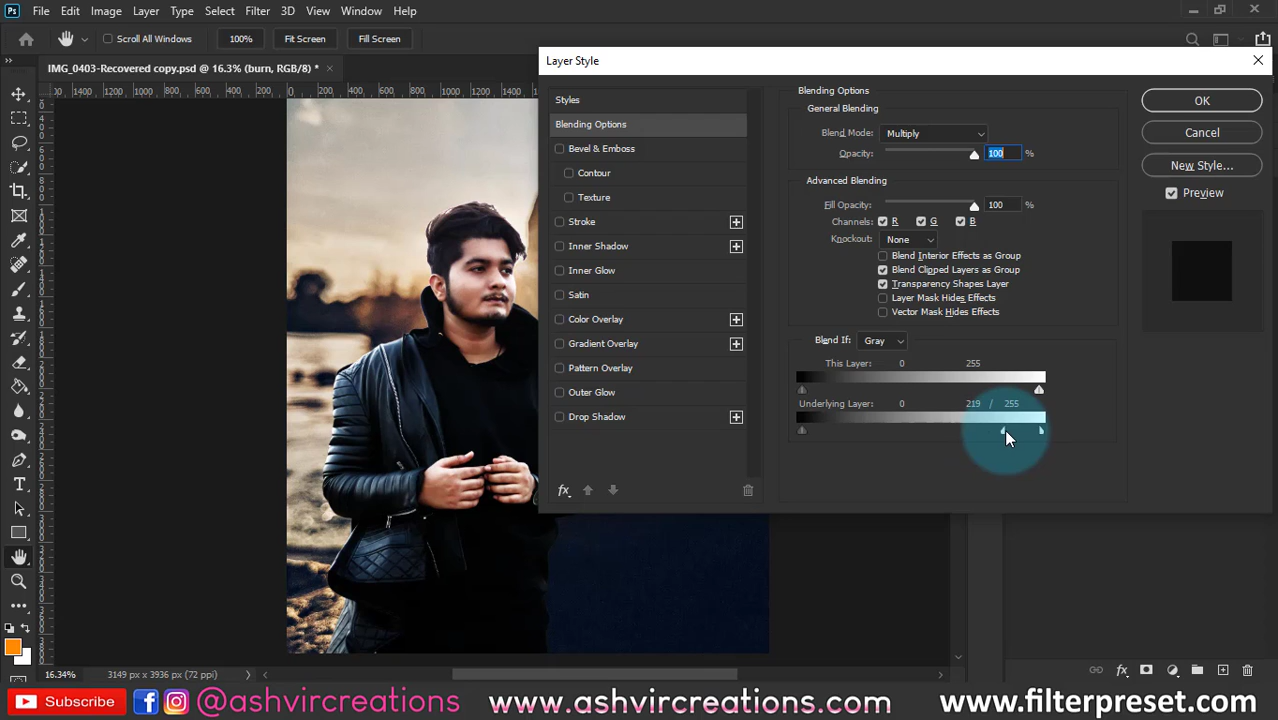 Ps File Edit Image Layer Type Select Filter 3D View Window Help
Scroll All Windows 100% Fit Screen Fill Screen
IMG_0403-Recovered copy.psd @ 16.3% (burn, RGB/8) *
Layer Style
Styles
Blending Options
Bevel & Emboss
Contour
Texture
Stroke
Inner Shadow
Inner Glow
Satin
Color Overlay
Gradient Overlay
Pattern Overlay
Outer Glow
Drop Shadow
fx
Blending Options
General Blending
Blend Mode: Multiply
Opacity: 100 %
Advanced Blending
Fill Opacity: 100 %
Channels: R G B
Knockout: None
Blend Interior Effects as Group
Blend Clipped Layers as Group
Transparency Shapes Layer
Layer Mask Hides Effects
Vector Mask Hides Effects
Blend If: Gray
This Layer: 0 255
Underlying Layer: 0 219 / 255
OK
Cancel
New Style...
Preview
16.34% 3149 px x 3936 px (72 ppi)
fx
Subscribe @ashvircreations www.ashvircreations.com www.filterpreset.com